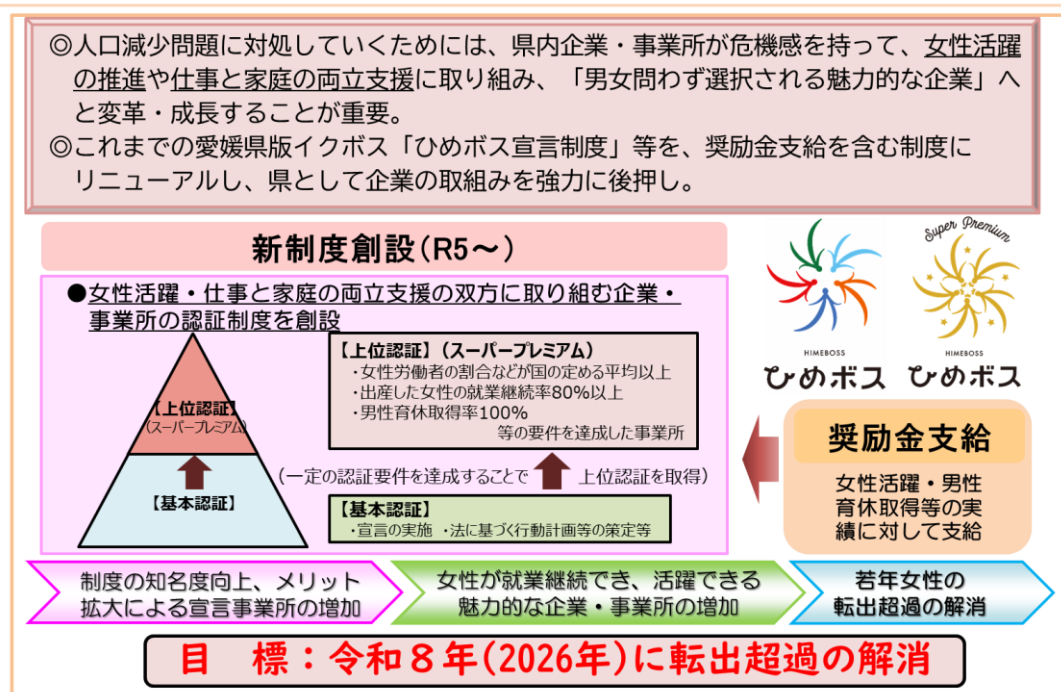 ◎人口減少問題に対処していくためには、県内企業・事業所が危機感を持って、女性活躍
の推進や仕事と家庭の両立支援に取り組み、「男女問わず選択される魅力的な企業」へ
と変革・成長することが重要。
◎これまでの愛媛県版イクボス「ひめボス宣言制度」等を、奨励金支給を含む制度に
リニューアルし、県として企業の取組みを強力に後押し。
新制度創設(R5～)
●女性活躍・仕事と家庭の両立支援の双方に取り組む企業・
事業所の認証制度を創設
【上位認証】
(スーパープレミアム)
【基本認証】
【上位認証】(スーパープレミアム)
・女性労働者の割合などが国の定める平均以上
・出産した女性の就業継続率80%以上
・男性育休取得率100%
等の要件を達成した事業所
(一定の認証要件を達成することで 上位認証を取得)
【基本認証】
・宣言の実施 ・法に基づく行動計画等の策定等
HIMEBOSS
ひめボス
Super Premium
HIMEBOSS
ひめボス
奨励金支給
女性活躍・男性
育休取得等の実
績に対して支給
制度の知名度向上、メリット
拡大による宣言事業所の増加
女性が就業継続でき、活躍できる
魅力的な企業・事業所の増加
若年女性の
転出超過の解消
目 標：令和８年(2026年)に転出超過の解消